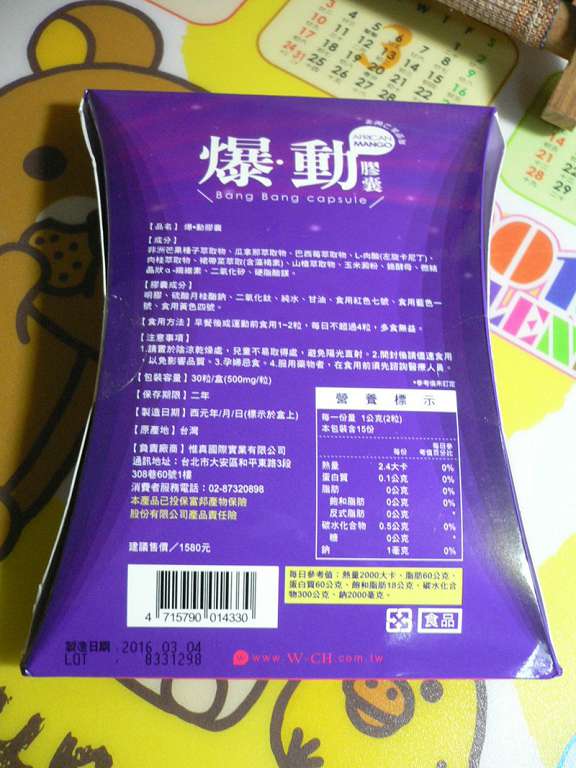 AFRICAN
MANGO
爆·動 膠囊
Bang Bang capsule
【品名】爆•動膠囊
【成分】
非洲芒果種子萃取物、瓜拿那萃取物、巴西莓萃取物、L-肉酸(左旋卡尼丁)、
肉桂萃取物、裙帶菜萃取(含藻褐素)、山楂萃取物、玉米澱粉、鉻酵母、微結
晶狀α-纖維素、二氧化矽、硬脂酸鎂。
【膠囊成分】
明膠、硫酸月桂酯鈉、二氧化鈦、純水、甘油、食用紅色七號、食用藍色一
號、食用黃色四號。
【食用方法】早餐後或運動前食用1~2粒，每日不超過4粒，多食無益。
【注意事項】
1.請置於陰涼乾燥處，兒童不易取得處，避免陽光直射。2.開封後請儘速食用
，以免影響品質。3.孕婦忌食。4.服用藥物者，在食用前須先諮詢醫療人員。
【包裝容量】30粒/盒(500mg/粒)
【保存期限】二年
【製造日期】西元年/月/日(標示於盒上)
【原產地】台灣
【負責廠商】惟真國際實業有限公司
通訊地址：台北市大安區和平東路3段
308巷60號1樓
消費者服務電話：02-87320898
本產品已投保富邦產物保險
股份有限公司產品責任險
建議售價／1580元
*參考值未訂定
營養標示
每一份量 1公克(2粒)
本包裝含15份
每份 每日參考值百分比
熱量 2.4大卡 0%
蛋白質 0.1公克 0%
脂肪 0公克 0%
飽和脂肪 0公克 0%
反式脂肪 0公克 *
碳水化合物 0.5公克 0%
糖 0公克 *
鈉 1毫克 0%
每日參考值：熱量2000大卡、脂肪60公克、
蛋白質60公克、飽和脂肪18公克、碳水化合
物300公克、鈉2000毫克。
4 715790 014330
食品
製造日期 2016 03 04
LOT 8331298
www.W-CH.com.tw